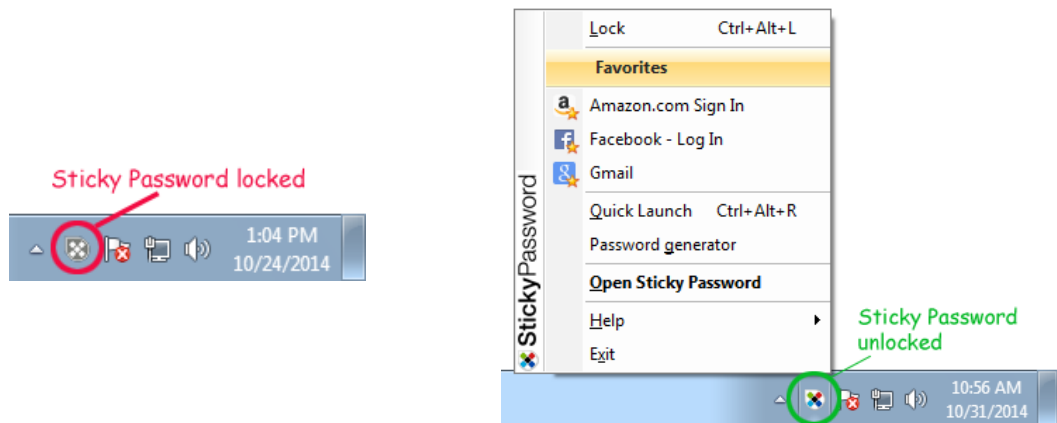 Sticky Password locked
1:04 PM
10/24/2014
StickyPassword
Lock Ctrl+Alt+L
Favorites
Amazon.com Sign In
Facebook - Log In
Gmail
Quick Launch Ctrl+Alt+R
Password generator
Open Sticky Password
Help
Exit
Sticky Password
unlocked
10:56 AM
10/31/2014